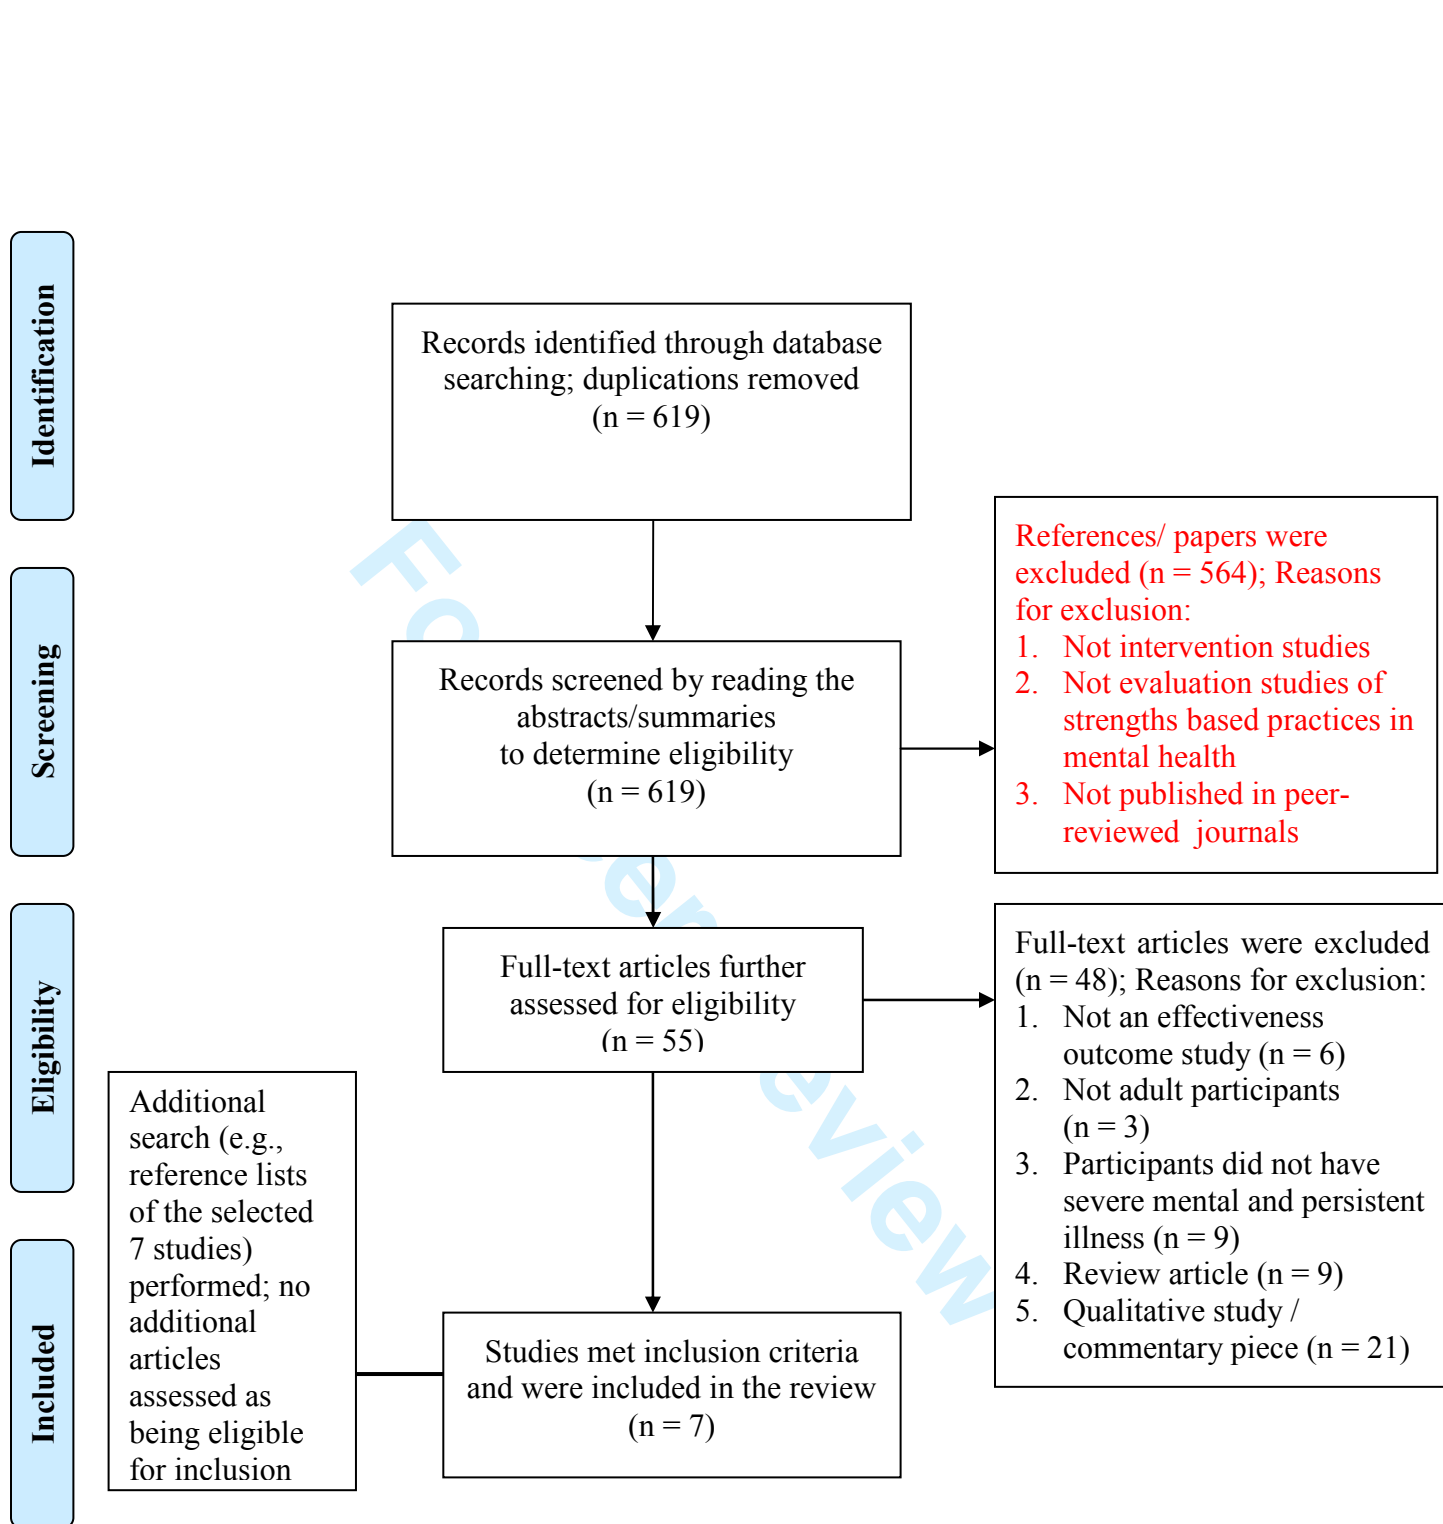 Identification
Records identified through database
searching; duplications removed
(n = 619)
References/ papers were
excluded (n = 564); Reasons
for exclusion:
1. Not intervention studies
2. Not evaluation studies of
strengths based practices in
mental health
3. Not published in peer-
reviewed journals
Screening
Records screened by reading the
abstracts/summaries
to determine eligibility
(n = 619)
Eligibility
Full-text articles further
assessed for eligibility
(n = 55)
Full-text articles were excluded
(n = 48); Reasons for exclusion:
1. Not an effectiveness
outcome study (n = 6)
2. Not adult participants
(n = 3)
3. Participants did not have
severe mental and persistent
illness (n = 9)
4. Review article (n = 9)
5. Qualitative study /
commentary piece (n = 21)
Additional
search (e.g.,
reference lists
of the selected
7 studies)
performed; no
additional
articles
assessed as
being eligible
for inclusion
Included
Studies met inclusion criteria
and were included in the review
(n = 7)